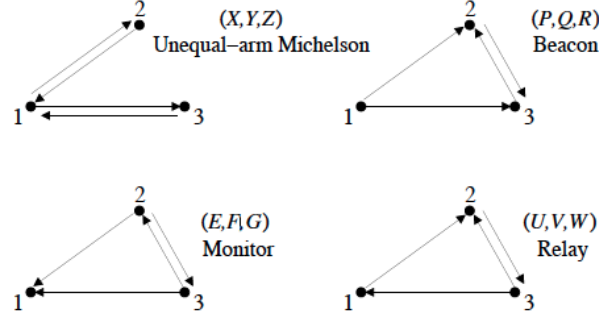 2
(X,Y,Z)
Unequal–arm Michelson
1
3
2
(P,Q,R)
Beacon
1
3
2
(E,F,G)
Monitor
1
3
2
(U,V,W)
Relay
1
3